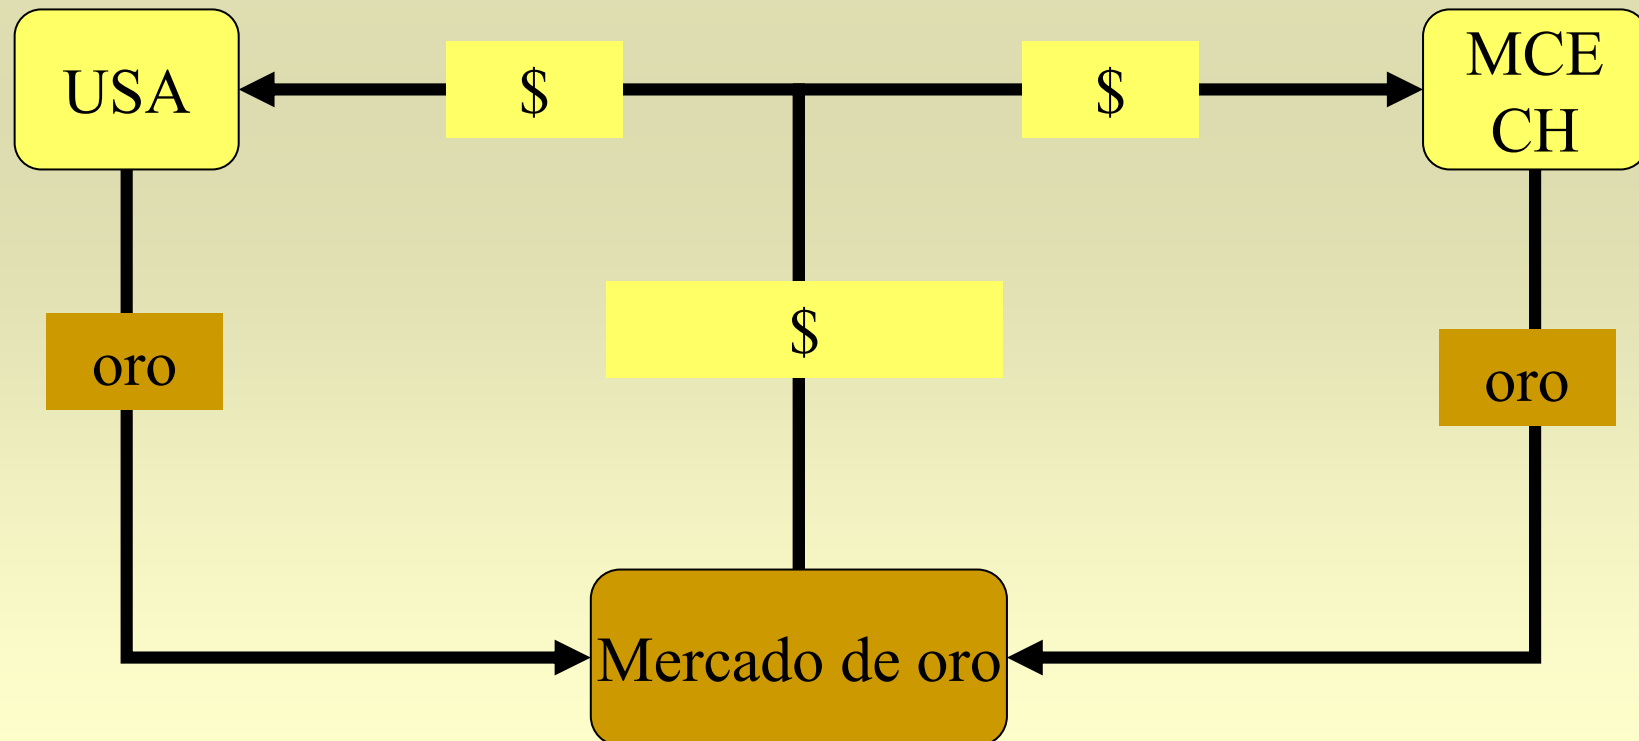 USA
$
$
MCE
CH
$
oro
oro
Mercado de oro